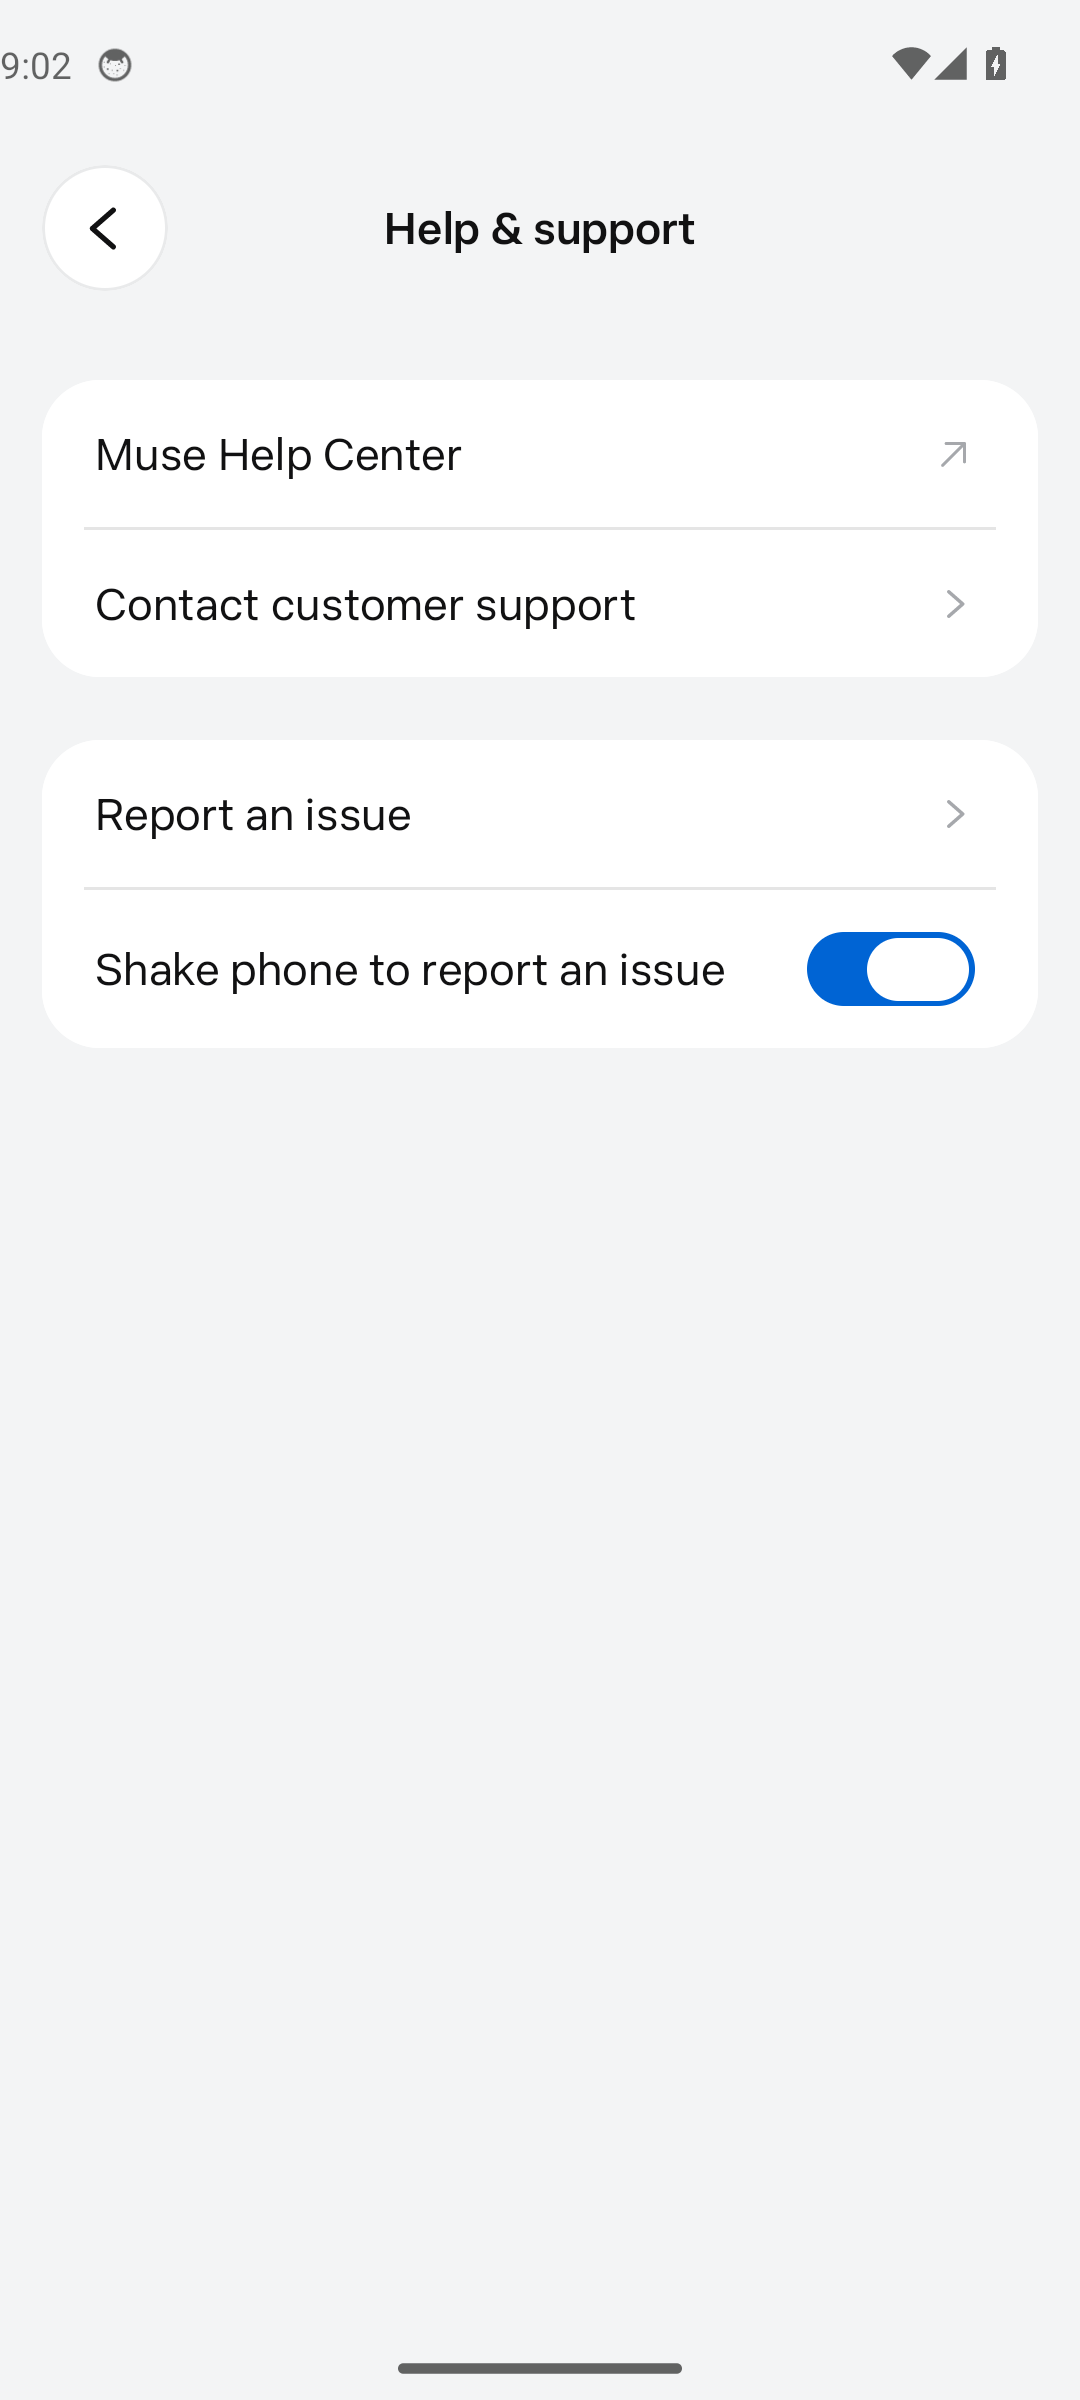 9:02
Help & support
Muse Help Center
Contact customer support
Report an issue
Shake phone to report an issue